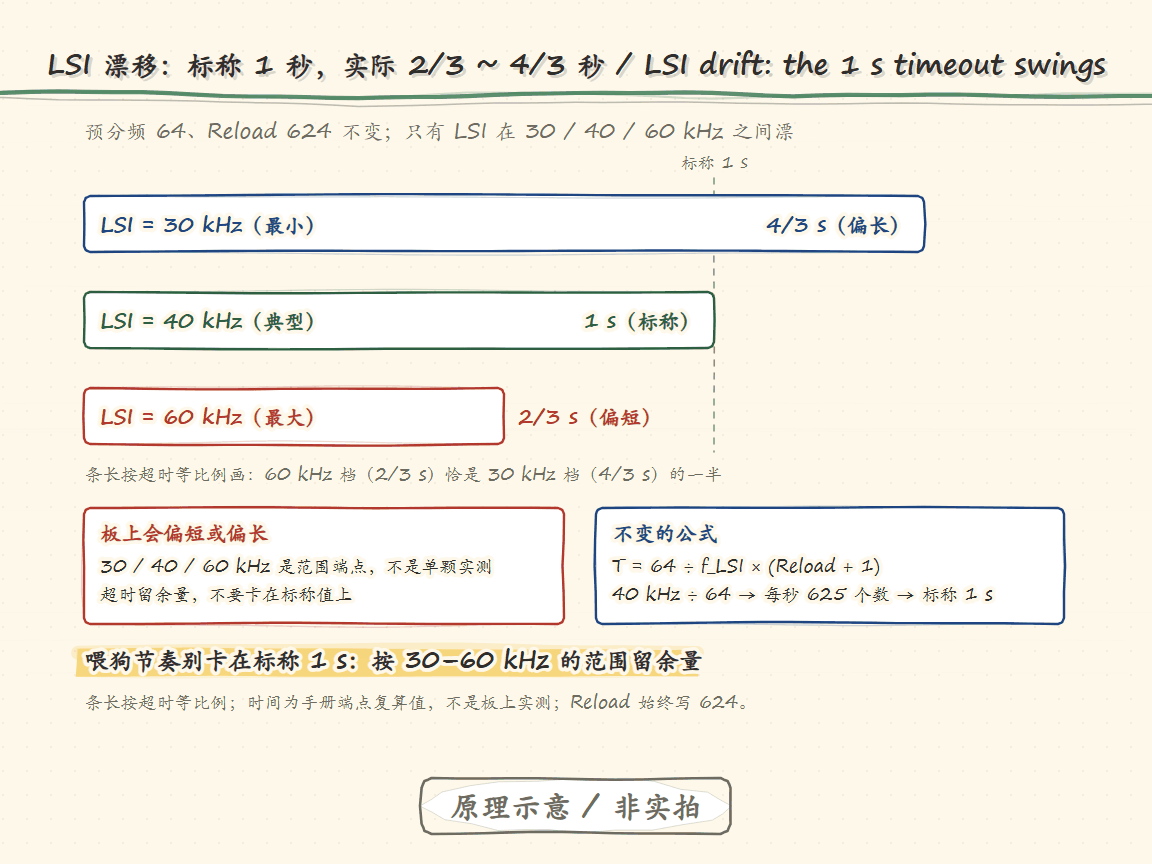 LSI 漂移：标称 1 秒，实际 2/3 ~ 4/3 秒 / LSI drift: the 1 s timeout swings
预分频 64、Reload 624 不变；只有 LSI 在 30 / 40 / 60 kHz 之间漂
标称 1 s
LSI = 30 kHz（最小） 4/3 s（偏长）
LSI = 40 kHz（典型） 1 s（标称）
LSI = 60 kHz（最大） 2/3 s（偏短）
条长按超时等比例画：60 kHz 档（2/3 s）恰是 30 kHz 档（4/3 s）的一半
板上会偏短或偏长
30 / 40 / 60 kHz 是范围端点，不是单颗实测
超时留余量，不要卡在标称值上
不变的公式
T = 64 ÷ f_LSI × (Reload + 1)
40 kHz ÷ 64 → 每秒 625 个数 → 标称 1 s
喂狗节奏别卡在标称 1 s：按 30–60 kHz 的范围留余量
条长按超时等比例；时间为手册端点复算值，不是板上实测；Reload 始终写 624。
原理示意 / 非实拍